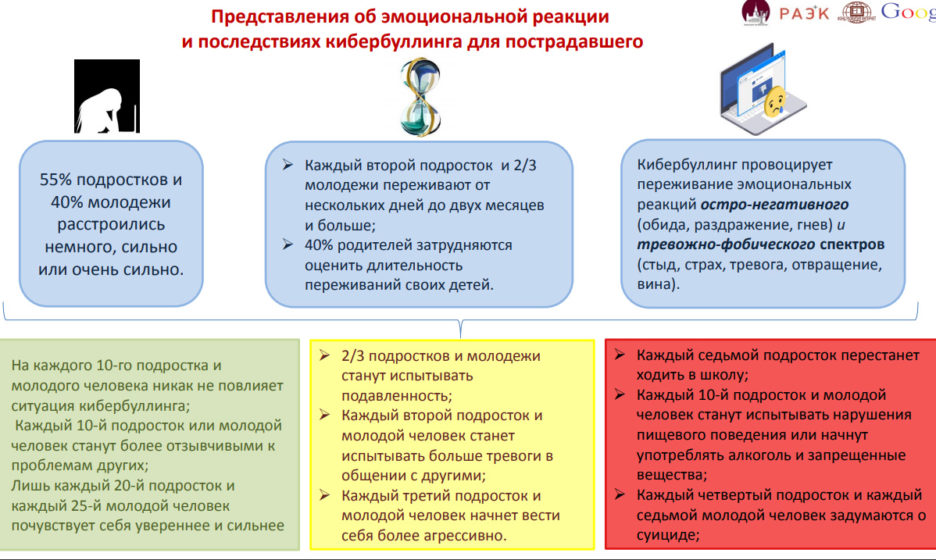 Представления об эмоциональной реакции
и последствиях кибербуллинга для пострадавшего
РАЭК
Goog
55% подростков и
40% молодежи
расстроились
немного, сильно
или очень сильно.
➢ Каждый второй подросток и 2/3
молодежи переживают от
нескольких дней до двух месяцев
и больше;
➢ 40% родителей затрудняются
оценить длительность
переживаний своих детей.
Кибербуллинг провоцирует
переживание эмоциональных
реакций остро-негативного
(обида, раздражение, гнев) и
тревожно-фобического спектров
(стыд, страх, тревога, отвращение,
вина).
На каждого 10-го подростка и
молодого человека никак не повлияет
ситуация кибербуллинга;
Каждый 10-й подросток или молодой
человек станут более отзывчивыми к
проблемам других;
Лишь каждый 20-й подросток и
каждый 25-й молодой человек
почувствует себя увереннее и сильнее
➢ 2/3 подростков и молодежи
станут испытывать
подавленность;
➢ Каждый второй подросток и
молодой человек станет
испытывать больше тревоги в
общении с другими;
➢ Каждый третий подросток и
молодой человек начнет вести
себя более агрессивно.
➢ Каждый седьмой подросток перестанет
ходить в школу;
➢ Каждый 10-й подросток и молодой
человек станут испытывать нарушения
пищевого поведения или начнут
употреблять алкоголь и запрещенные
вещества;
➢ Каждый четвертый подросток и каждый
седьмой молодой человек задумаются о
суициде;